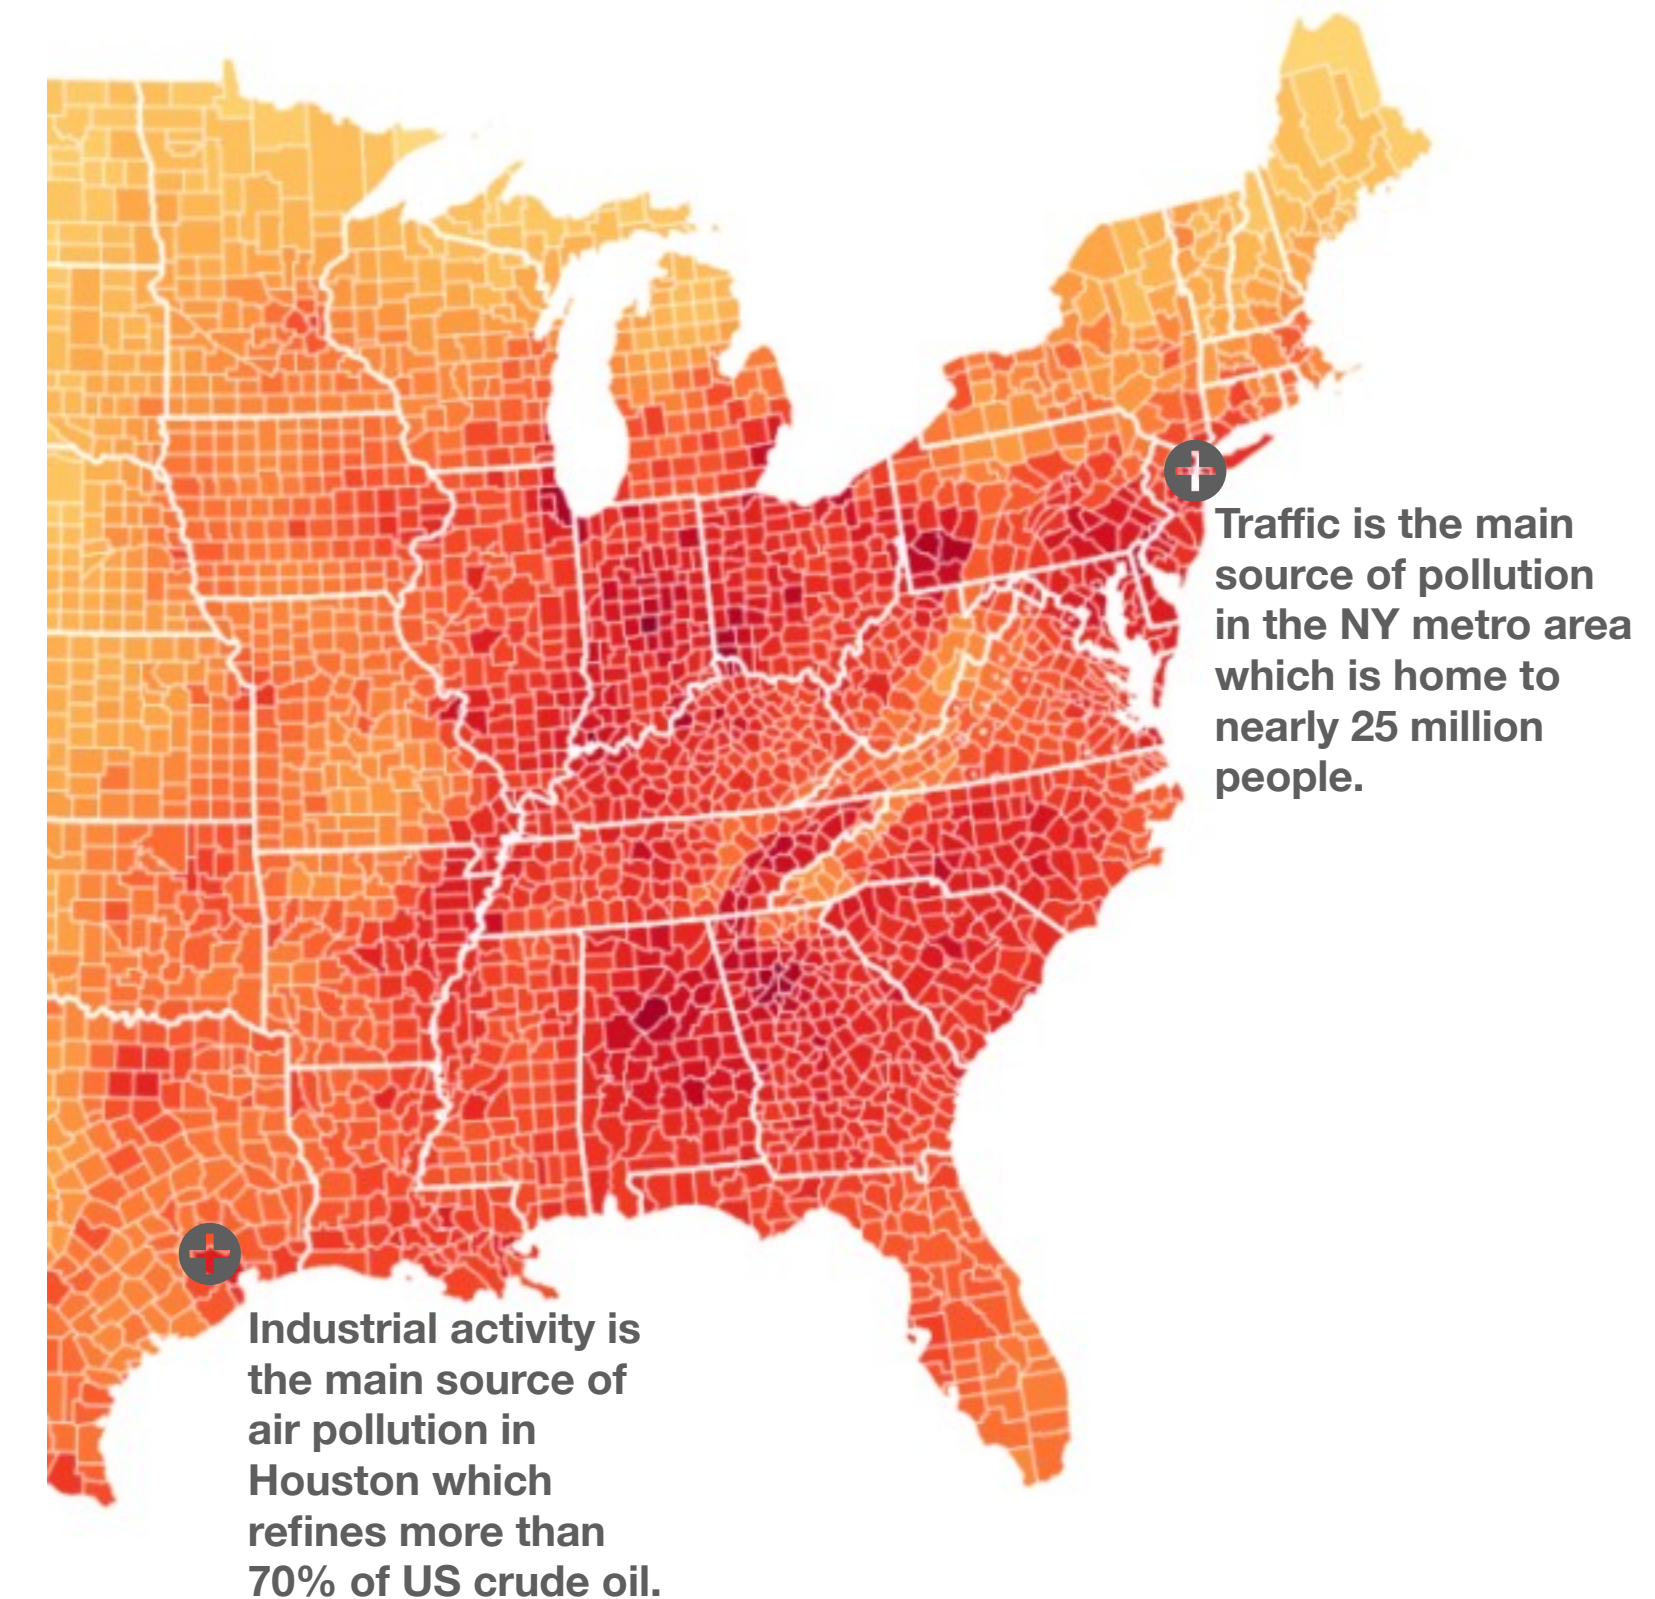 Traffic is the main
source of pollution
in the NY metro area
which is home to
nearly 25 million
people.
Industrial activity is
the main source of
air pollution in
Houston which
refines more than
70% of US crude oil.